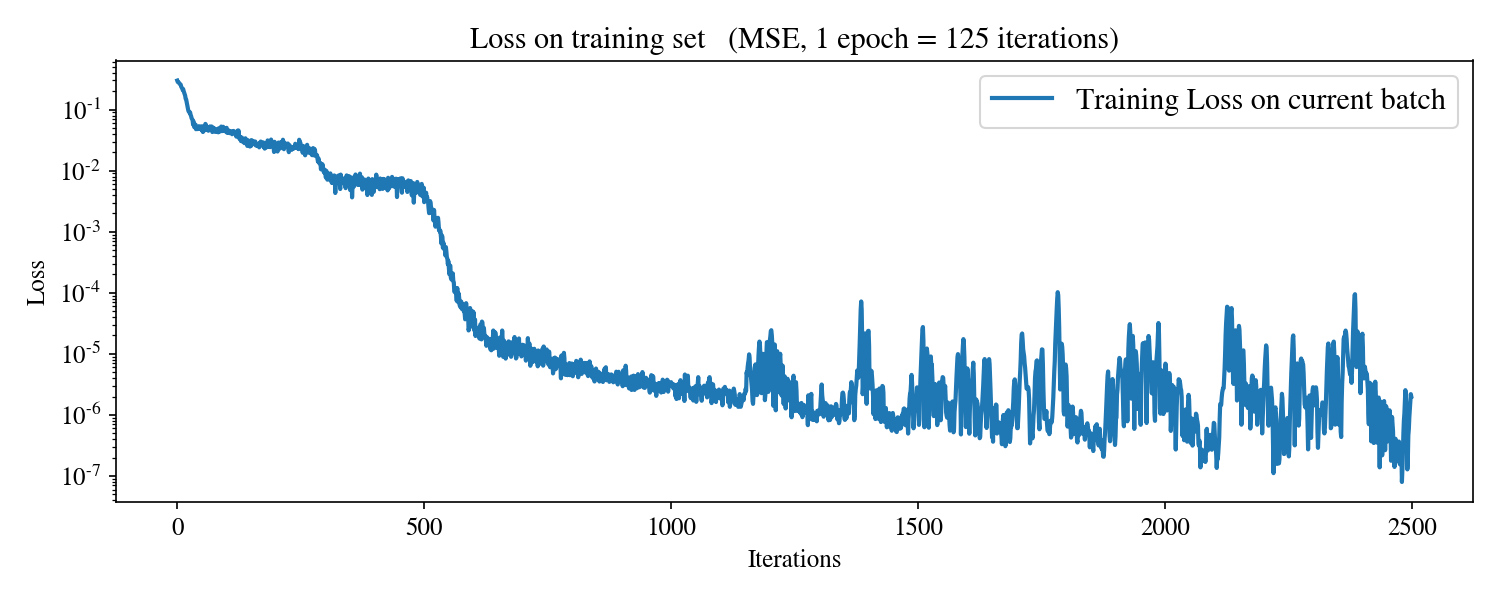 Loss on training set (MSE, 1 epoch = 125 iterations)
Training Loss on current batch
Loss
10-1
10-2
10-3
10-4
10-5
10-6
10-7
0 500 1000 1500 2000 2500
Iterations